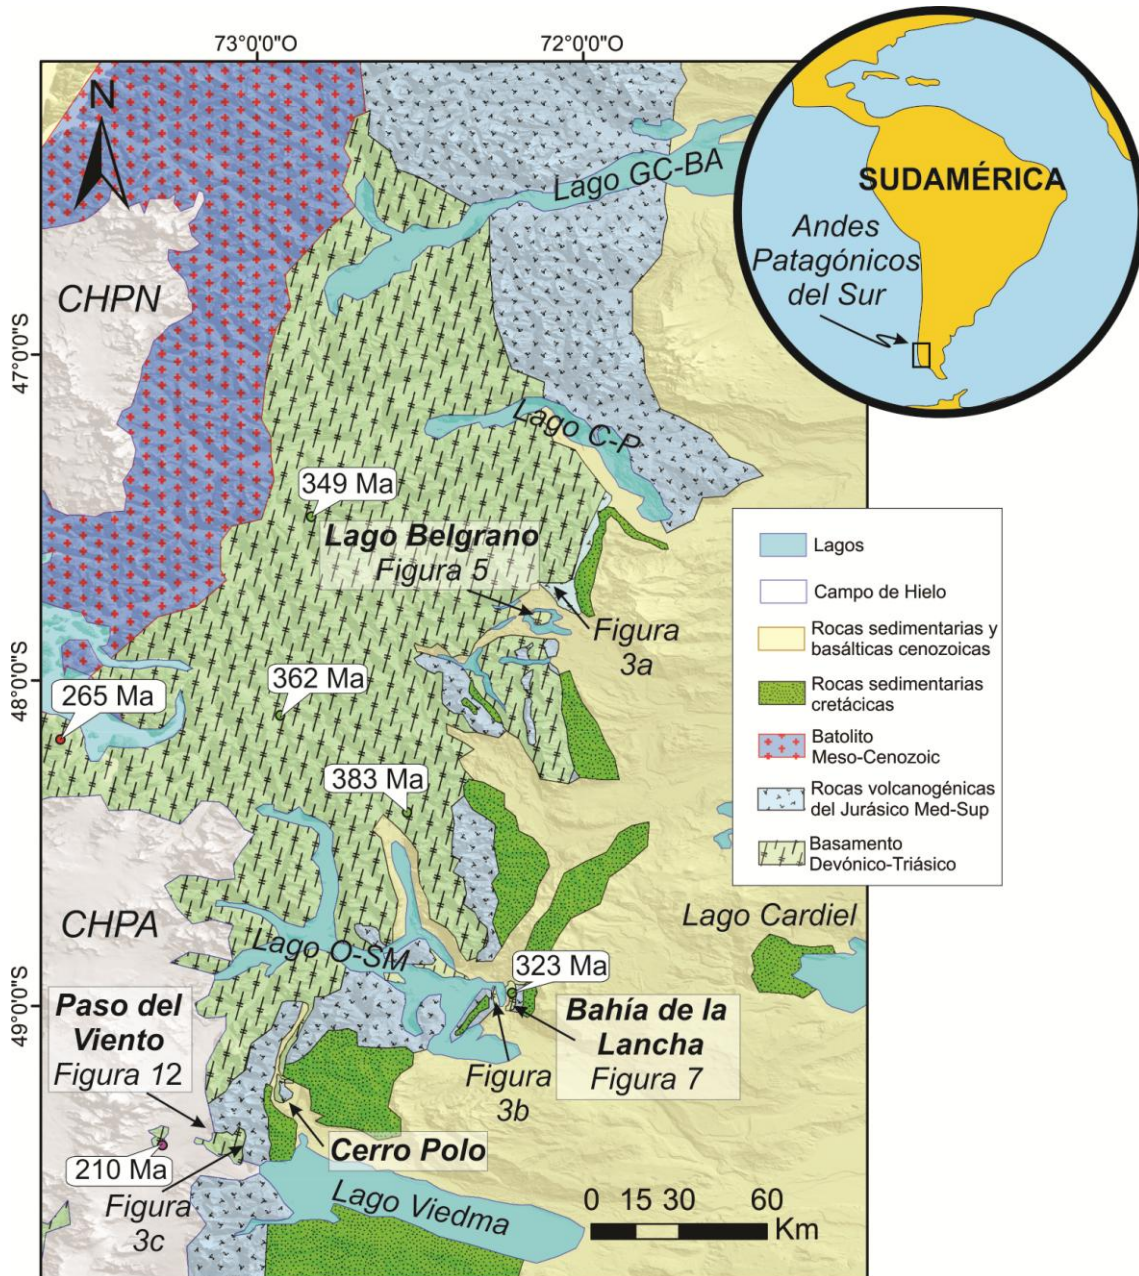 73°0'0"O
72°0'0"O
N
Lago GC-BA
SUDAMÉRICA
Andes
Patagónicos
del Sur
CHPN
47°0'0"S
Lago C-P
349 Ma
Lago Belgrano
Figura 5
Figura
3a
Lagos
Campo de Hielo
Rocas sedimentarias y
basálticas cenozoicas
Rocas sedimentarias
cretácicas
Batolito
Meso-Cenozoic
Rocas volcanogénicas
del Jurásico Med-Sup
Basamento
Devónico-Triásico
48°0'0"S
265 Ma
362 Ma
383 Ma
CHPA
Lago O-SM
Lago Cardiel
323 Ma
49°0'0"S
Paso del
Viento
Figura 12
Bahía de la
Lancha
Figura 7
Figura
3b
Cerro Polo
210 Ma
Figura
3c
Lago Viedma
0 15 30 60
Km